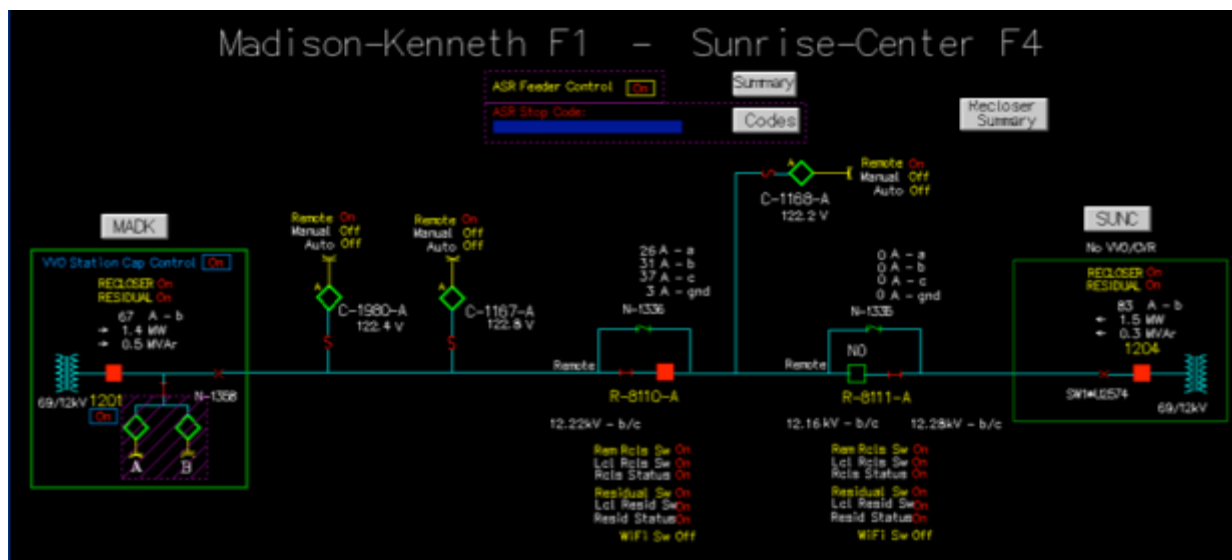 Madison-Kenneth F1 - Sunrise-Center F4
ASR Feeder Control On
Summary
ASR Stop Code:
Codes
Recloser
Summary
Remote On
Manual Off
Auto Off
A
C-1168-A
122.2 V
MADK
VVO Station Cap Control On
RECLOSER On
RESIDUAL On
67 A - b
→ 1.4 MW
→ 0.5 MVAr
69/12kV
1201
On
N-1358
A
B
Remote On
Manual Off
Auto Off
A
C-1980-A
122.4 V
S
Remote On
Manual Off
Auto Off
A
C-1167-A
122.8 V
S
26 A - a
31 A - b
37 A - c
3 A - gnd
N-1336
Remote
R-8110-A
12.22kV - b/c
Rem Rcls Sw On
Lcl Rcls Sw On
Rcls Status On
Residual Sw On
Lcl Resid Sw On
Resid Status On
WiFi Sw Off
0 A - a
0 A - b
0 A - c
0 A - gnd
N-1335
Remote
NO
R-8111-A
12.16kV - b/c
12.28kV - b/c
Rem Rcls Sw On
Lcl Rcls Sw On
Rcls Status On
Residual Sw On
Lcl Resid Sw On
Resid Status On
WiFi Sw Off
SUNC
No VVO/CVR
RECLOSER On
RESIDUAL On
83 A - b
← 1.5 MW
← 0.3 MVAr
1204
SW1*U2574
69/12kV